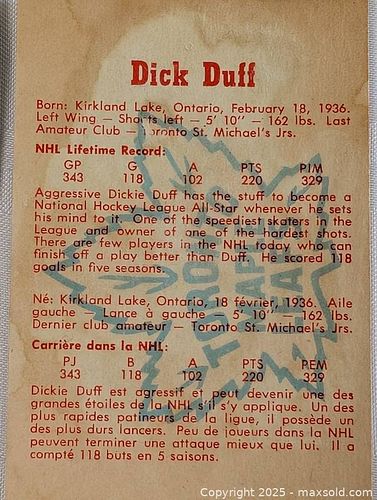 Dick Duff
Born: Kirkland Lake, Ontario, February 18, 1936.
Left Wing — Shoots left — 5' 10" — 162 lbs. Last
Amateur Club — Toronto St. Michael's Jrs.
NHL Lifetime Record:
GP G A PTS PIM
343 118 102 220 329
Aggressive Dickie Duff has the stuff to become a
National Hockey League All-Star whenever he sets
his mind to it. One of the speediest skaters in the
League and owner of one of the hardest shots.
There are few players in the NHL today who can
finish off a play better than Duff. He scored 118
goals in five seasons.
Né: Kirkland Lake, Ontario, 18 février, 1936. Aile
gauche — Lance à gauche — 5' 10" — 162 lbs.
Dernier club amateur — Toronto St. Michael's Jrs.
Carrière dans la NHL:
PJ B A PTS PEM
343 118 102 220 329
Dickie Duff est agressif et peut devenir une des
grandes étoiles de la NHL s'il s'y applique. Un des
plus rapides patineurs de la ligue, il possède un
des plus durs lancers. Peu de joueurs dans la NHL
peuvent terminer une attaque mieux que lui. Il a
compté 118 buts en 5 saisons.
TORONTO
MAPLE
LEAFS
Copyright 2025 - maxsold.com